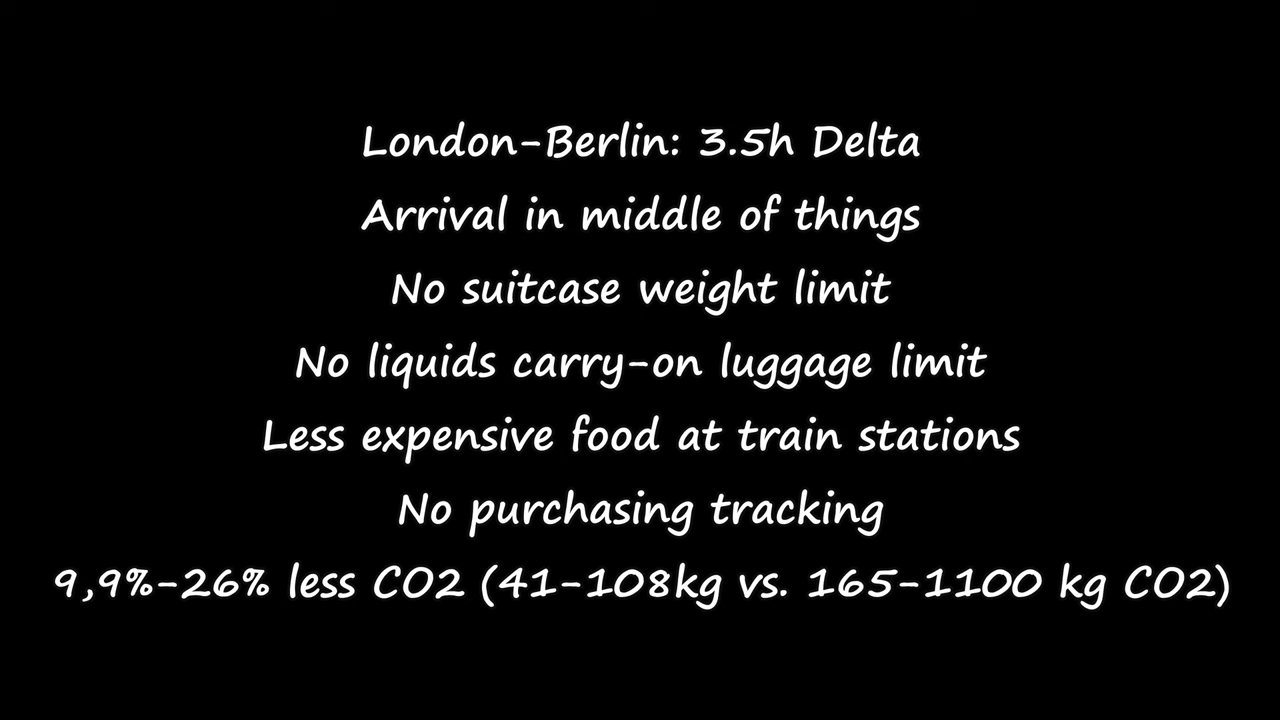 London-Berlin: 3.5h Delta
Arrival in middle of things
No suitcase weight limit
No liquids carry-on luggage limit
Less expensive food at train stations
No purchasing tracking
9,9%-26% less CO2 (41-108kg vs. 165-1100 kg CO2)